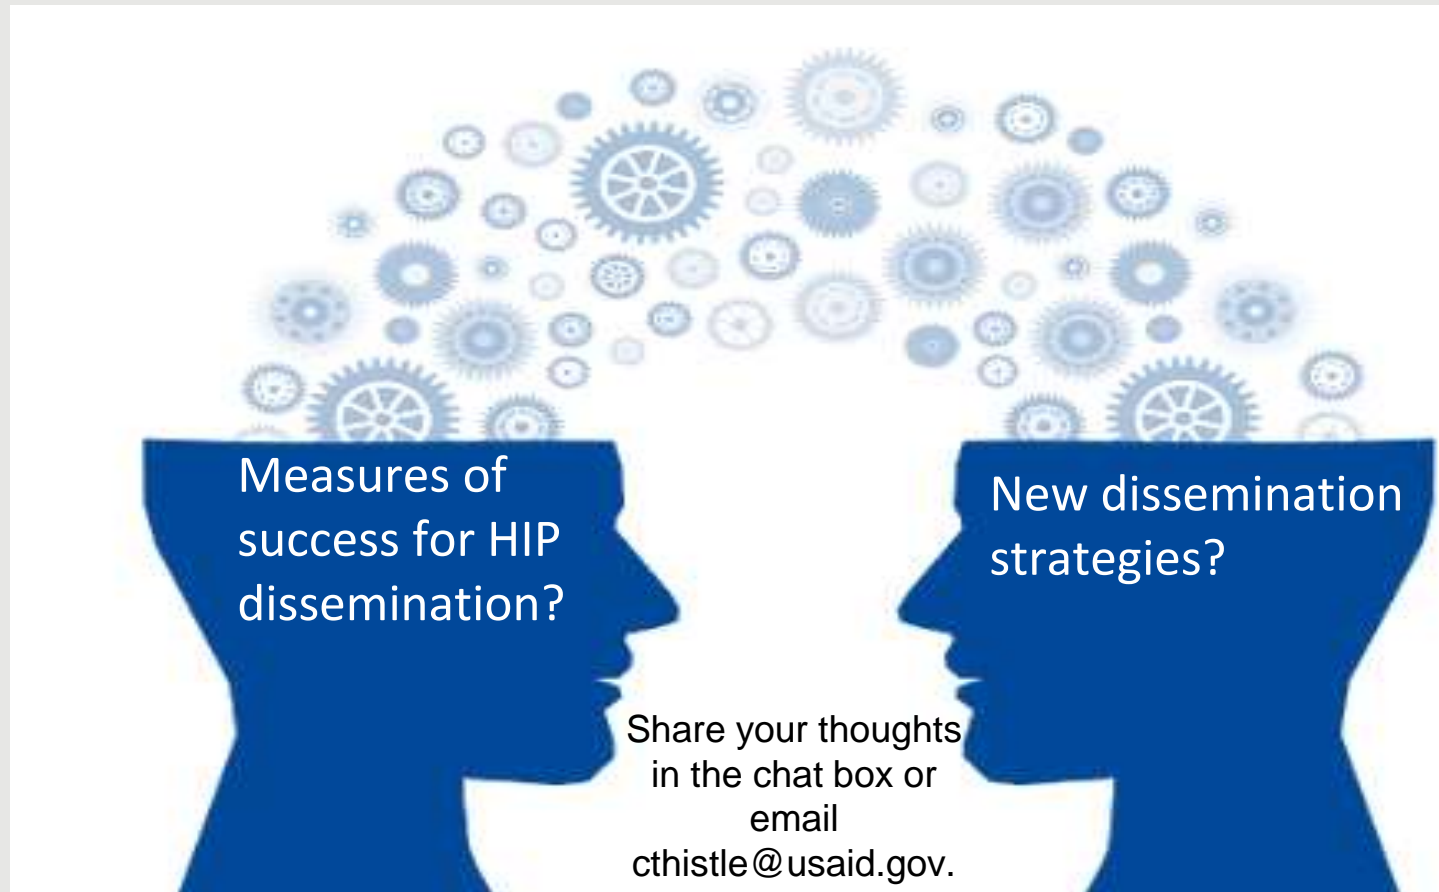 Measures of
success for HIP
dissemination?
New dissemination
strategies?
Share your thoughts
in the chat box or
email
cthistle@usaid.gov.